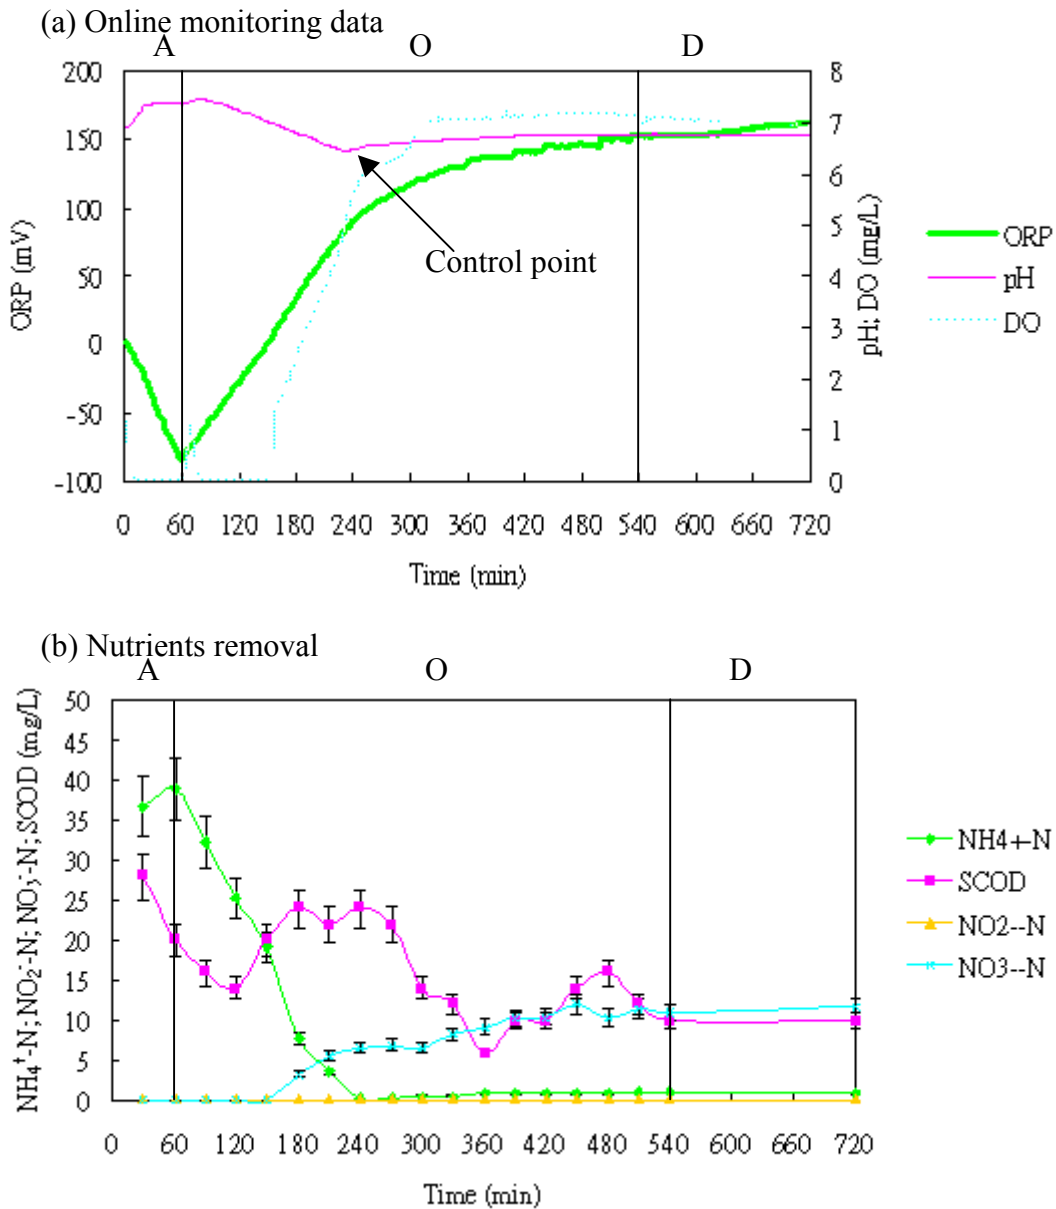 (a) Online monitoring data
A O D
200 8
150 7
100 6
50 5
0 4
-50 3
-100 2
1
0
ORP (mV)
pH; DO (mg/L)
Control point
ORP
pH
DO
0 60 120 180 240 300 360 420 480 540 600 660 720
Time (min)
(b) Nutrients removal
A O D
50
45
40
35
30
25
20
15
10
5
0
NH₄⁺-N; NO₂⁻-N; NO₃⁻-N; SCOD (mg/L)
NH4+-N
SCOD
NO2--N
NO3--N
0 60 120 180 240 300 360 420 480 540 600 660 720
Time (min)